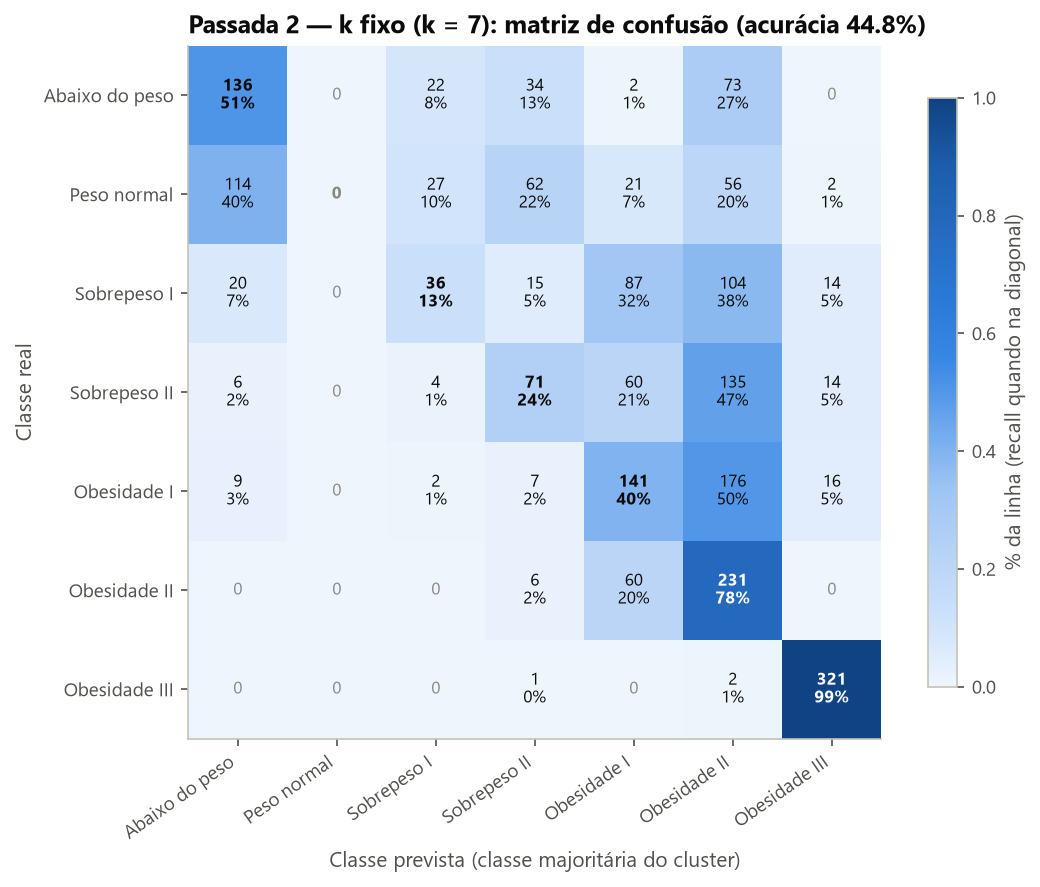 Passada 2 — k fixo (k = 7): matriz de confusão (acurácia 44.8%)
Classe real
Abaixo do peso
136 0 22 34 2 73 0
51% 8% 13% 1% 27%
Peso normal
114 0 27 62 21 56 2
40% 10% 22% 7% 20% 1%
Sobrepeso I
20 0 36 15 87 104 14
7% 13% 5% 32% 38% 5%
Sobrepeso II
6 0 4 71 60 135 14
2% 1% 24% 21% 47% 5%
Obesidade I
9 0 2 7 141 176 16
3% 1% 2% 40% 50% 5%
Obesidade II
0 0 0 6 60 231 0
2% 20% 78%
Obesidade III
0 0 0 1 0 2 321
0% 1% 99%
Abaixo do peso
Peso normal
Sobrepeso I
Sobrepeso II
Obesidade I
Obesidade II
Obesidade III
Classe prevista (classe majoritária do cluster)
1.0
0.8
0.6
0.4
0.2
0.0
% da linha (recall quando na diagonal)